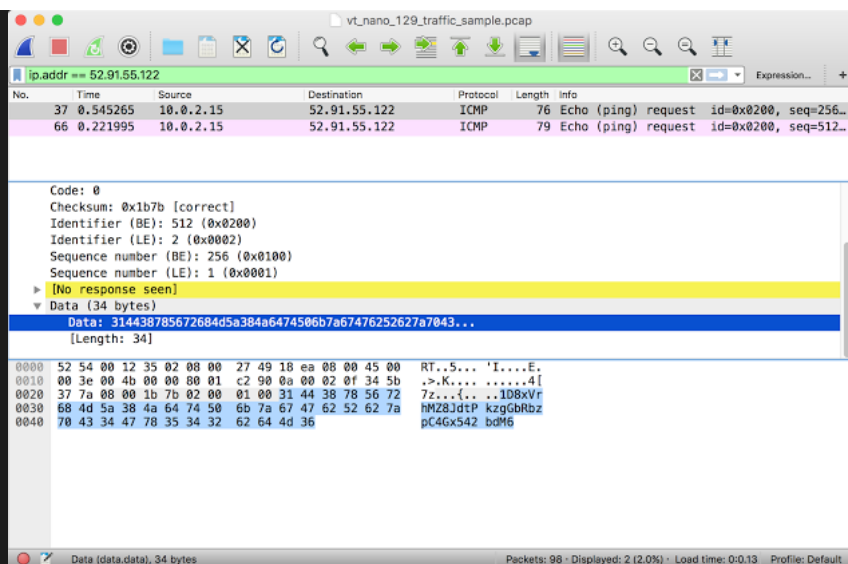 vt_nano_129_traffic_sample.pcap
ip.addr == 52.91.55.122 Expression... +
No. Time Source Destination Protocol Length Info
37 0.545265 10.0.2.15 52.91.55.122 ICMP 76 Echo (ping) request id=0x0200, seq=256…
66 0.221995 10.0.2.15 52.91.55.122 ICMP 79 Echo (ping) request id=0x0200, seq=512…
Code: 0
Checksum: 0x1b7b [correct]
Identifier (BE): 512 (0x0200)
Identifier (LE): 2 (0x0002)
Sequence number (BE): 256 (0x0100)
Sequence number (LE): 1 (0x0001)
[No response seen]
Data (34 bytes)
Data: 314438785672684d5a384a6474506b7a67476252627a7043...
[Length: 34]
0000 52 54 00 12 35 02 08 00 27 49 18 ea 08 00 45 00 RT..5... 'I....E.
0010 00 3e 00 4b 00 00 80 01 c2 90 0a 00 02 0f 34 5b .>.K.... ......4[
0020 37 7a 08 00 1b 7b 02 00 01 00 31 44 38 78 56 72 7z...{.. ..1D8xVr
0030 68 4d 5a 38 4a 64 74 50 6b 7a 67 47 62 52 62 7a hMZ8JdtP kzgGbRbz
0040 70 43 34 47 78 35 34 32 62 64 4d 36 pC4Gx542 bdM6
Data (data.data), 34 bytes Packets: 98 · Displayed: 2 (2.0%) · Load time: 0:0.13 Profile: Default